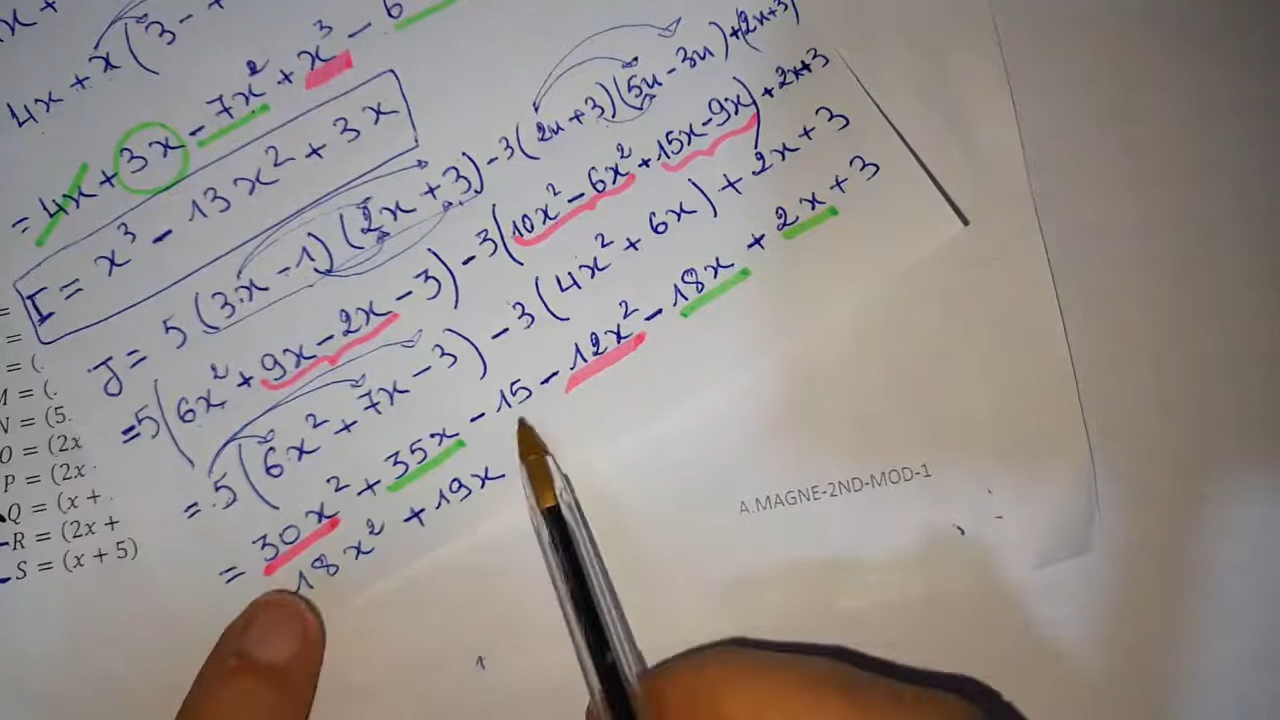 4x + x(3 -
= 4x + 3x - 7x² + x³ - 6
I = x³ - 13x² + 3x
J = 5(3x - 1)(2x + 3) - 3(2x + 3)(5x - 3x) + (2x + 3)
= 5(6x² + 9x - 2x - 3) - 3(10x² - 6x² + 15x - 9x) + 2x + 3
= 5(6x² + 7x - 3) - 3(4x² + 6x) + 2x + 3
= 30x² + 35x - 15 - 12x² - 18x + 2x + 3
18x² + 19x
= (.
= (5.
O = (2x
P = (2x
Q = (x +
R = (2x +
S = (x + 5)
A.MAGNE-2ND-MOD-1